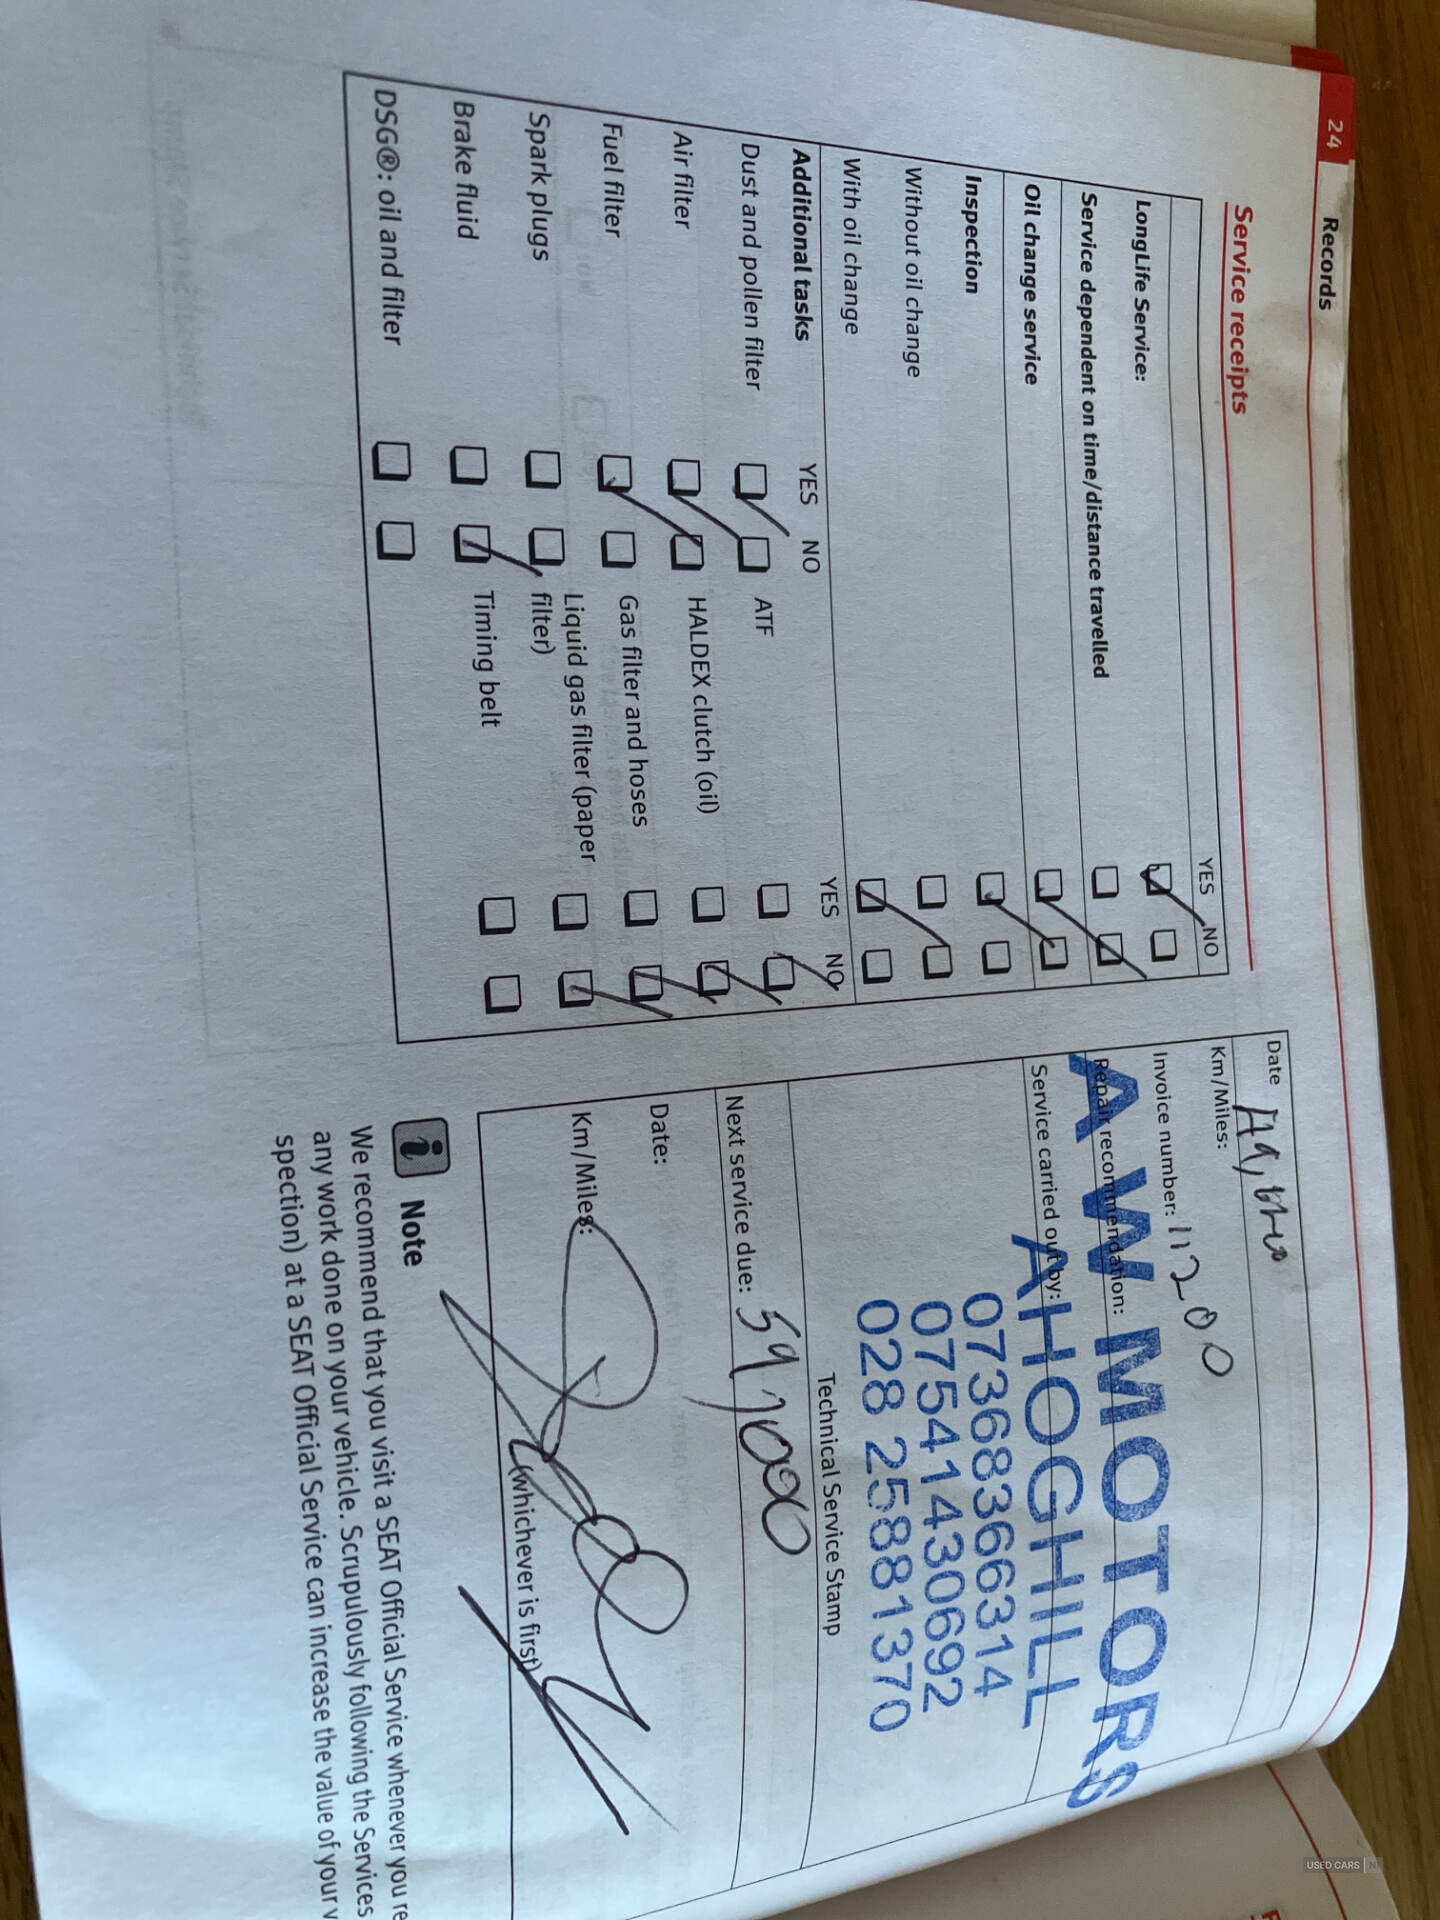 24
Records
Service receipts
YES NO
LongLife Service:
Service dependent on time/distance travelled
Oil change service
Inspection
Without oil change
With oil change
Additional tasks YES NO YES NO
Dust and pollen filter ATF
Air filter HALDEX clutch (oil)
Fuel filter Gas filter and hoses
Spark plugs Liquid gas filter (paper
filter)
Brake fluid Timing belt
DSG®: oil and filter
Date
Km/Miles:
Invoice number: 11200
Repair recommendation:
Service carried out by:
A W MOTORS
AHOGHILL
07368366314
07541430692
028 25881370
Technical Service Stamp
Next service due: 59,000
Date:
Km/Miles:
(whichever is first)
i Note
We recommend that you visit a SEAT Official Service whenever you re
any work done on your vehicle. Scrupulously following the Services
spection) at a SEAT Official Service can increase the value of your v
USED CARS NI